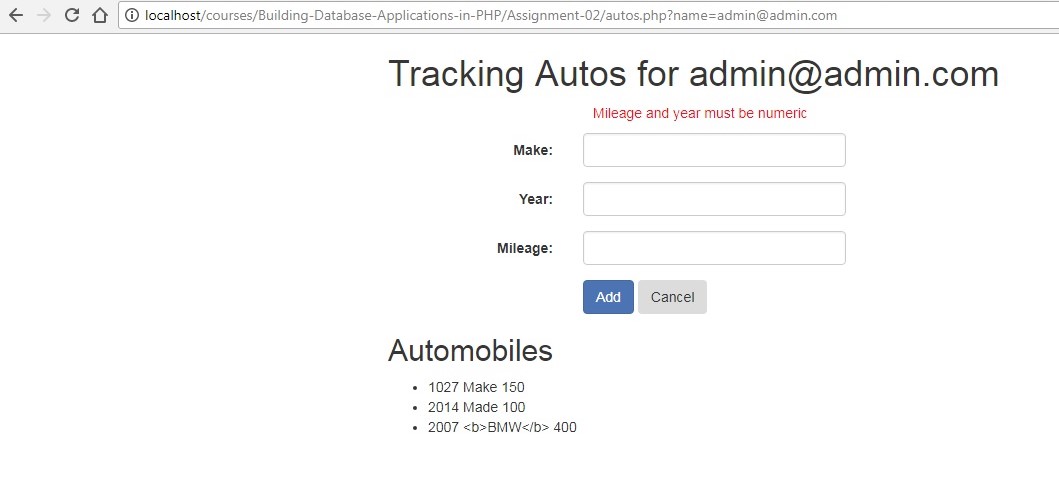 localhost/courses/Building-Database-Applications-in-PHP/Assignment-02/autos.php?name=admin@admin.com
Tracking Autos for admin@admin.com
Mileage and year must be numeric
Make:
Year:
Mileage:
Add Cancel
Automobiles
• 1027 Make 150
• 2014 Made 100
• 2007 <b>BMW</b> 400